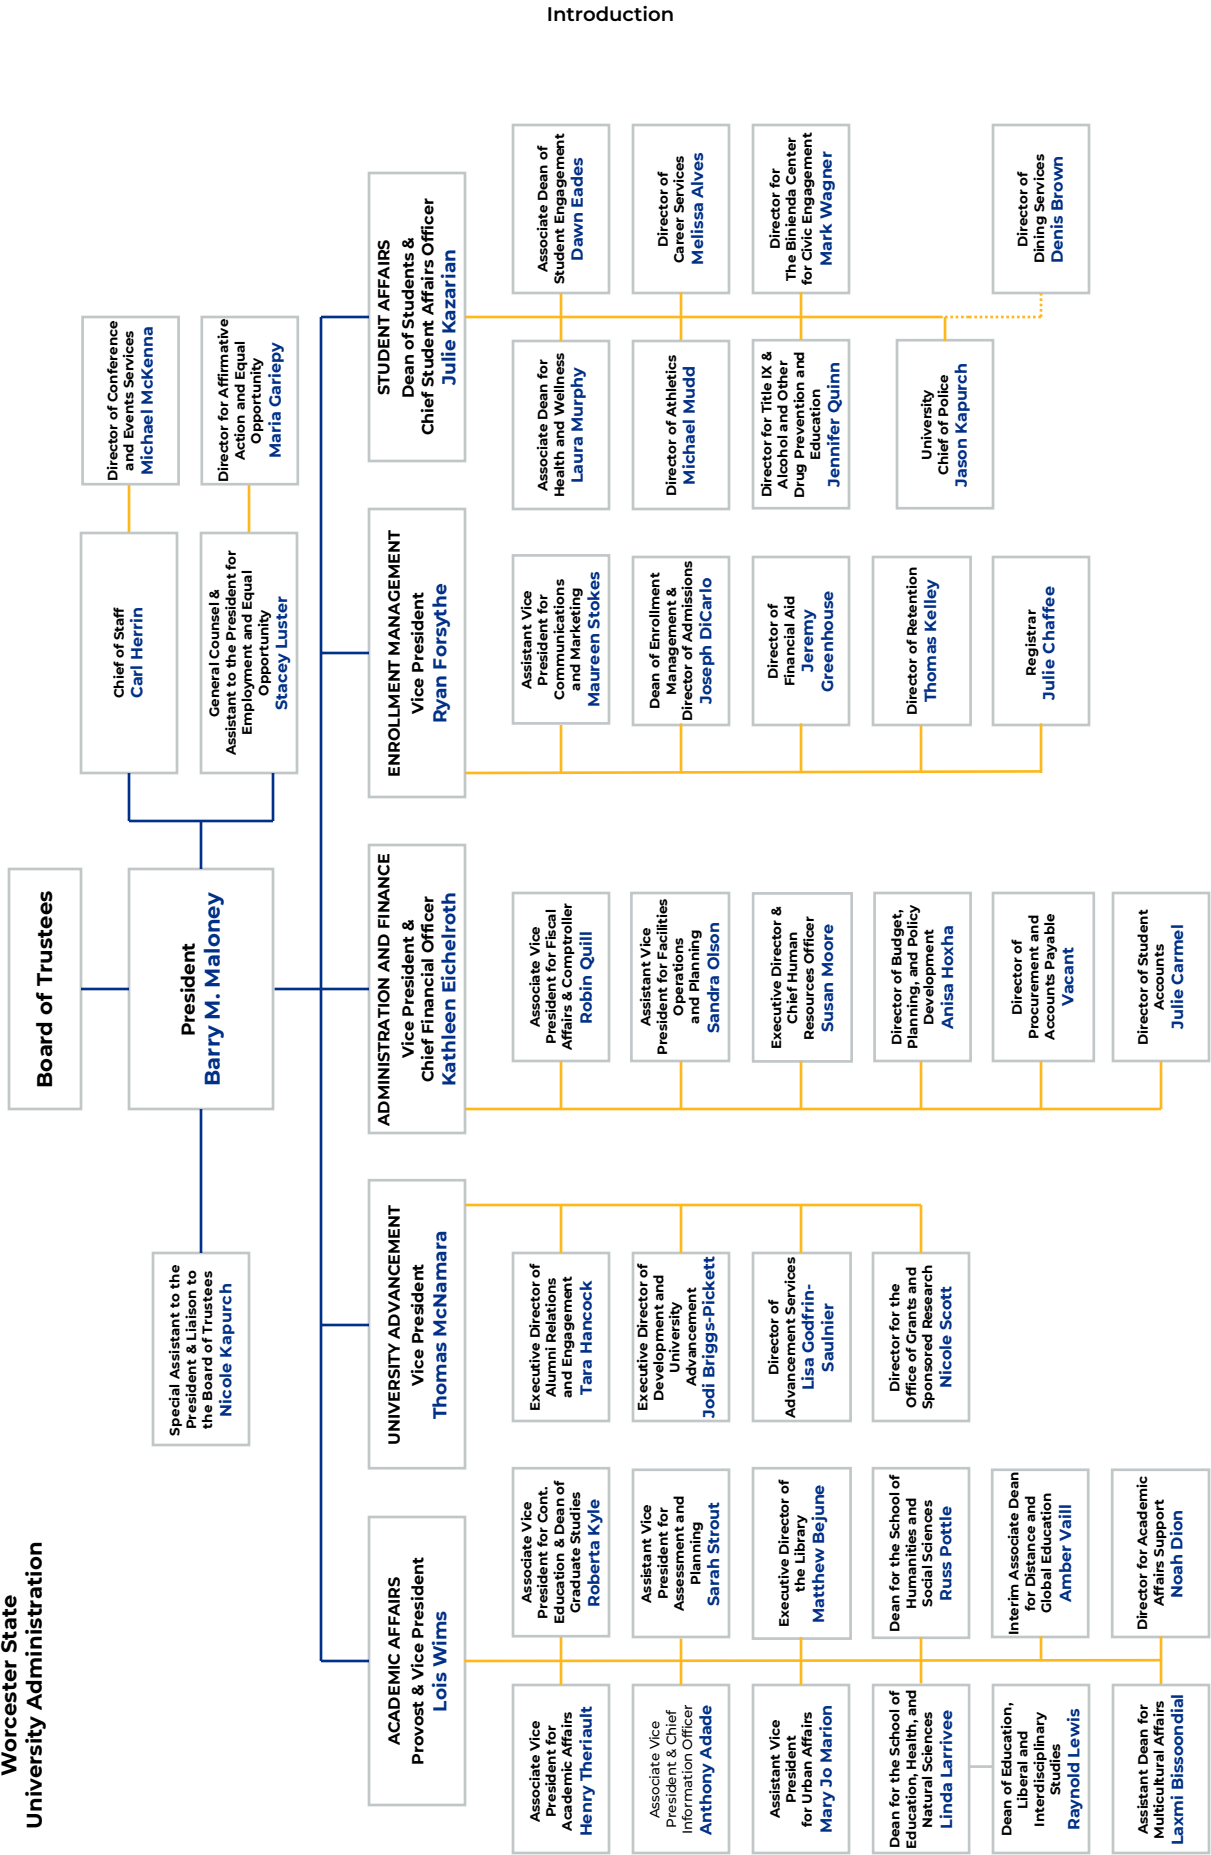 Introduction
Worcester State
University Administration
Board of Trustees
President
Barry M. Maloney
Special Assistant to the
President & Liaison to
the Board of Trustees
Nicole Kapurch
Chief of Staff
Carl Herrin
Director of Conference
and Events Services
Michael McKenna
General Counsel &
Assistant to the President for
Employment and Equal
Opportunity
Stacey Luster
Director for Affirmative
Action and Equal
Opportunity
Maria Gariepy
ACADEMIC AFFAIRS
Provost & Vice President
Lois Wims
Associate Vice
President for
Academic Affairs
Henry Theriault
Associate Vice
President for Cont.
Education & Dean of
Graduate Studies
Roberta Kyle
Associate Vice
President & Chief
Information Officer
Anthony Adade
Assistant Vice
President for
Assessment and
Planning
Sarah Strout
Assistant Vice
President
for Urban Affairs
Mary Jo Marion
Executive Director of
the Library
Matthew Bejune
Dean for the School of
Education, Health, and
Natural Sciences
Linda Larrivee
Dean for the School of
Humanities and
Social Sciences
Russ Pottle
Dean of Education,
Liberal and
Interdisciplinary
Studies
Raynold Lewis
Interim Associate Dean
for Distance and
Global Education
Amber Vaill
Assistant Dean for
Multicultural Affairs
Laxmi Bissoondial
Director for Academic
Affairs Support
Noah Dion
UNIVERSITY ADVANCEMENT
Vice President
Thomas McNamara
Executive Director of
Alumni Relations
and Engagement
Tara Hancock
Executive Director of
Development and
University
Advancement
Jodi Briggs-Pickett
Director of
Advancement Services
Lisa Godfrin-
Saulnier
Director for the
Office of Grants and
Sponsored Research
Nicole Scott
ADMINISTRATION AND FINANCE
Vice President &
Chief Financial Officer
Kathleen Eichelroth
Associate Vice
President for Fiscal
Affairs & Comptroller
Robin Quill
Assistant Vice
President for Facilities
Operations
and Planning
Sandra Olson
Executive Director &
Chief Human
Resources Officer
Susan Moore
Director of Budget,
Planning, and Policy
Development
Anisa Hoxha
Director of
Procurement and
Accounts Payable
Vacant
Director of Student
Accounts
Julie Carmel
ENROLLMENT MANAGEMENT
Vice President
Ryan Forsythe
Assistant Vice
President for
Communications
and Marketing
Maureen Stokes
Dean of Enrollment
Management &
Director of Admissions
Joseph DiCarlo
Director of
Financial Aid
Jeremy
Greenhouse
Director of Retention
Thomas Kelley
Registrar
Julie Chaffee
STUDENT AFFAIRS
Dean of Students &
Chief Student Affairs Officer
Julie Kazarian
Associate Dean for
Health and Wellness
Laura Murphy
Associate Dean of
Student Engagement
Dawn Eades
Director of Athletics
Michael Mudd
Director of
Career Services
Melissa Alves
Director for Title IX &
Alcohol and Other
Drug Prevention and
Education
Jennifer Quinn
Director for
The Binienda Center
for Civic Engagement
Mark Wagner
University
Chief of Police
Jason Kapurch
Director of
Dining Services
Denis Brown